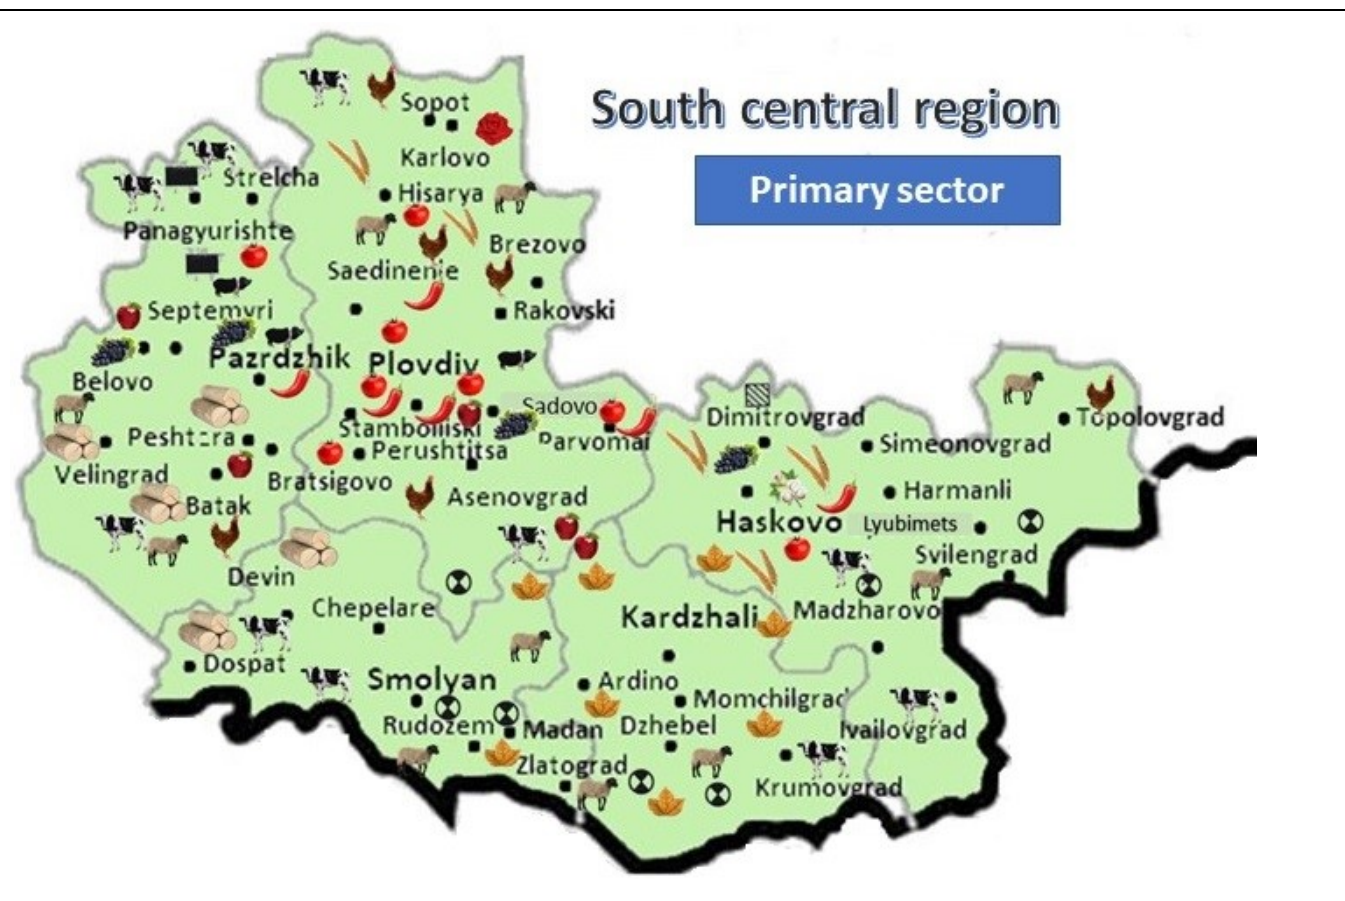 South central region
Primary sector
Sopot
Karlovo
Strelcha
Hisarya
Panagyurishte
Brezovo
Saedinenie
Septemvri
Rakovski
Pazrdzhik
Plovdiv
Belovo
Sadovo
Dimitrovgrad
Topolovgrad
Stamboliiski
Parvomai
Peshtera
Perushtitsa
Simeonovgrad
Velingrad
Bratsigovo
Asenovgrad
Harmanli
Batak
Haskovo
Lyubimets
Svilengrad
Devin
Chepelare
Kardzhali
Madzharovo
Dospat
Smolyan
Ardino
Momchilgrad
Rudozem
Madan
Dzhebel
Ivailovgrad
Zlatograd
Krumovgrad